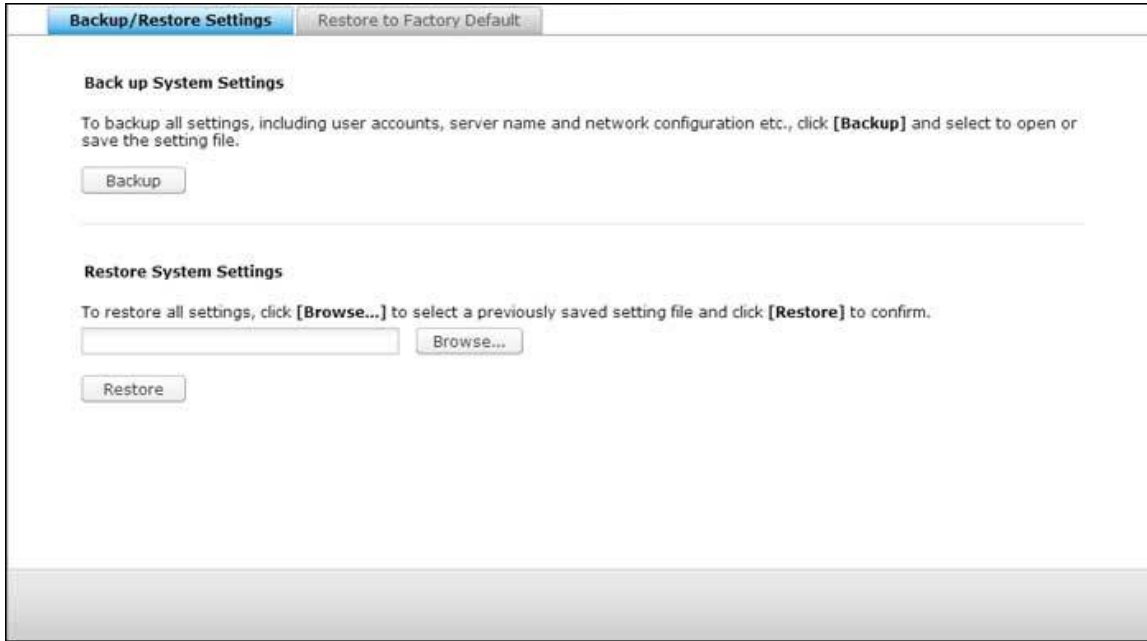 Backup/Restore Settings Restore to Factory Default
Back up System Settings
To backup all settings, including user accounts, server name and network configuration etc., click [Backup] and select to open or
save the setting file.
Backup
Restore System Settings
To restore all settings, click [Browse...] to select a previously saved setting file and click [Restore] to confirm.
Browse...
Restore